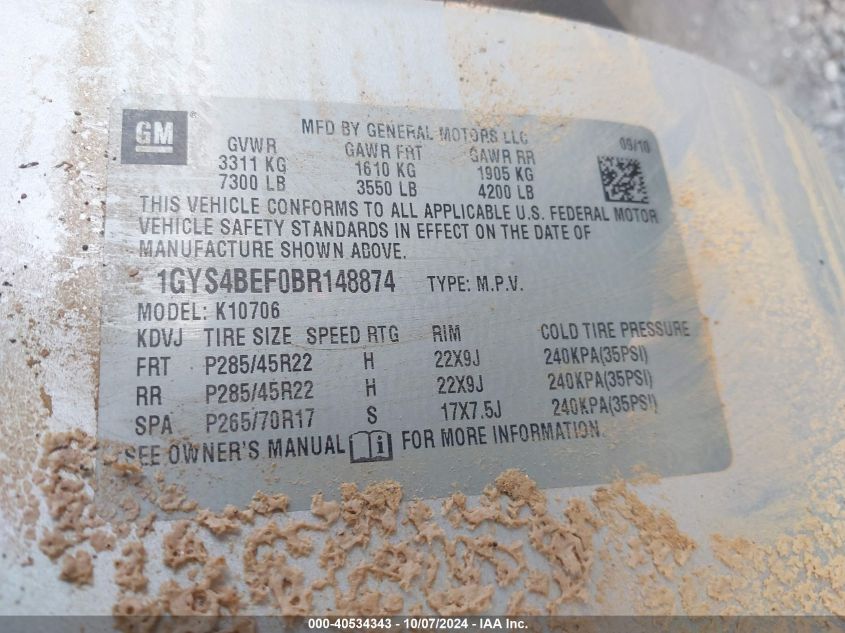 GM
MFD BY GENERAL MOTORS LLC
09/10
GVWR GAWR FRT GAWR RR
3311 KG 1610 KG 1905 KG
7300 LB 3550 LB 4200 LB
THIS VEHICLE CONFORMS TO ALL APPLICABLE U.S. FEDERAL MOTOR
VEHICLE SAFETY STANDARDS IN EFFECT ON THE DATE OF
MANUFACTURE SHOWN ABOVE.
1GYS4BEF0BR148874 TYPE: M.P.V.
MODEL: K10706
KDVJ TIRE SIZE SPEED RTG RIM COLD TIRE PRESSURE
FRT P285/45R22 H 22X9J 240KPA(35PSI)
RR P285/45R22 H 22X9J 240KPA(35PSI)
SPA P265/70R17 S 17X7.5J 240KPA(35PSI)
SEE OWNER'S MANUAL i FOR MORE INFORMATION.
000-40534343 - 10/07/2024 - IAA Inc.